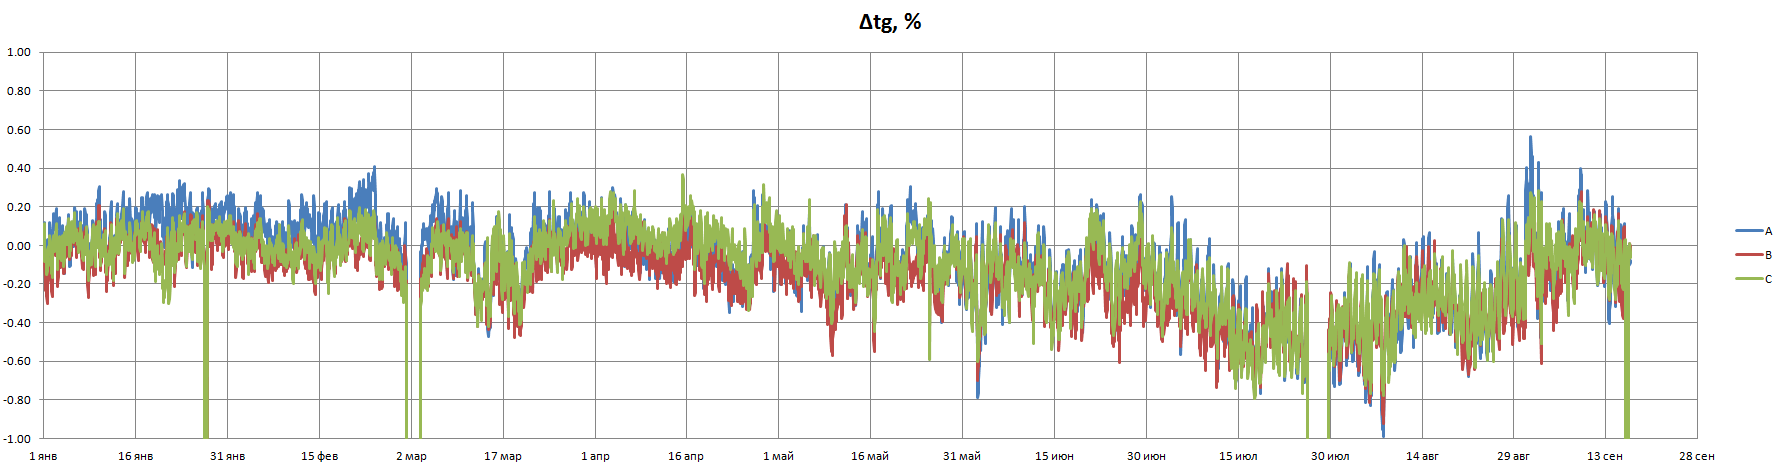 Δtg, %
1.00
0.80
0.60
0.40
0.20
0.00
-0.20
-0.40
-0.60
-0.80
-1.00
1 янв 16 янв 31 янв 15 фев 2 мар 17 мар 1 апр 16 апр 1 май 16 май 31 май 15 июн 30 июн 15 июл 30 июл 14 авг 29 авг 13 сен 28 сен
A
B
C